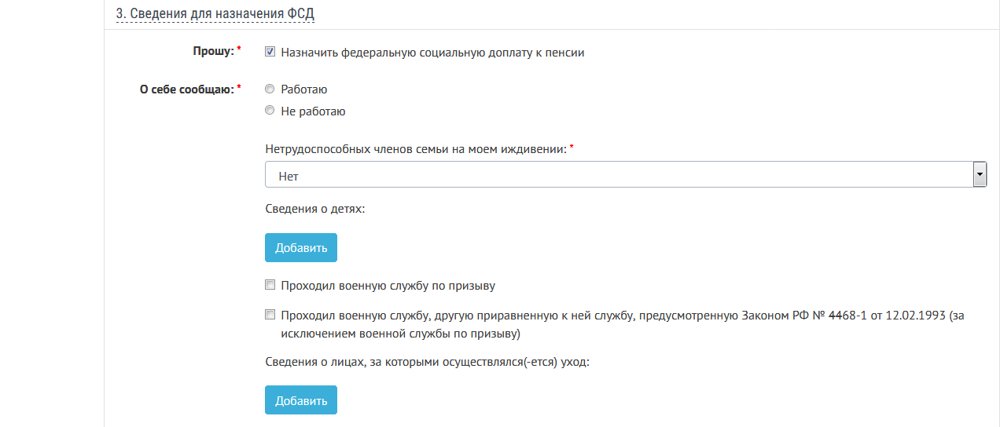 3. Сведения для назначения ФСД
Прошу: *
Назначить федеральную социальную доплату к пенсии
О себе сообщаю: *
Работаю
Не работаю
Нетрудоспособных членов семьи на моем иждивении: *
Нет
Сведения о детях:
Добавить
Проходил военную службу по призыву
Проходил военную службу, другую приравненную к ней службу, предусмотренную Законом РФ № 4468-1 от 12.02.1993 (за
исключением военной службы по призыву)
Сведения о лицах, за которыми осуществлялся(-ется) уход:
Добавить